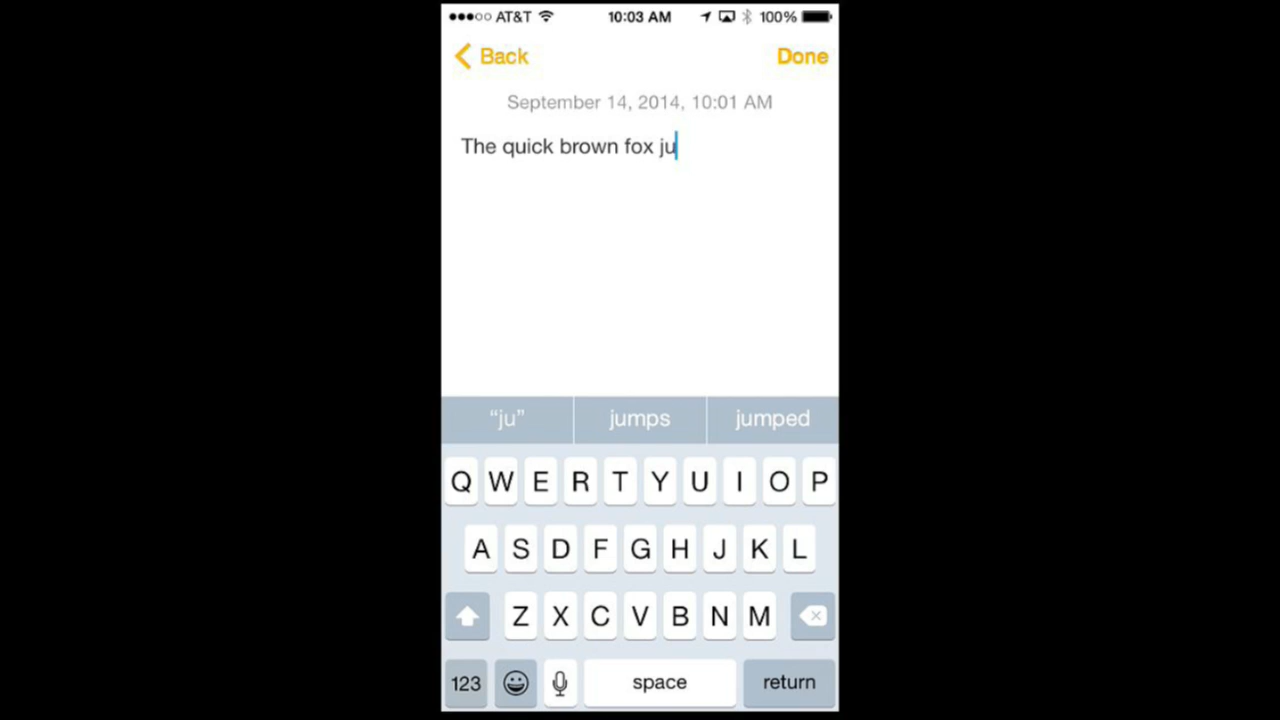 AT&T 10:03 AM 100%
Back Done
September 14, 2014, 10:01 AM
The quick brown fox ju
“ju” jumps jumped
Q W E R T Y U I O P
A S D F G H J K L
Z X C V B N M
123 space return